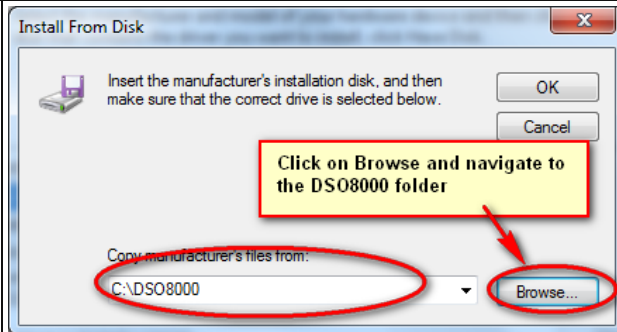 Install From Disk
Insert the manufacturer's installation disk, and then
make sure that the correct drive is selected below.
OK
Cancel
Click on Browse and navigate to
the DSO8000 folder
Copy manufacturer's files from:
C:\DSO8000
Browse...